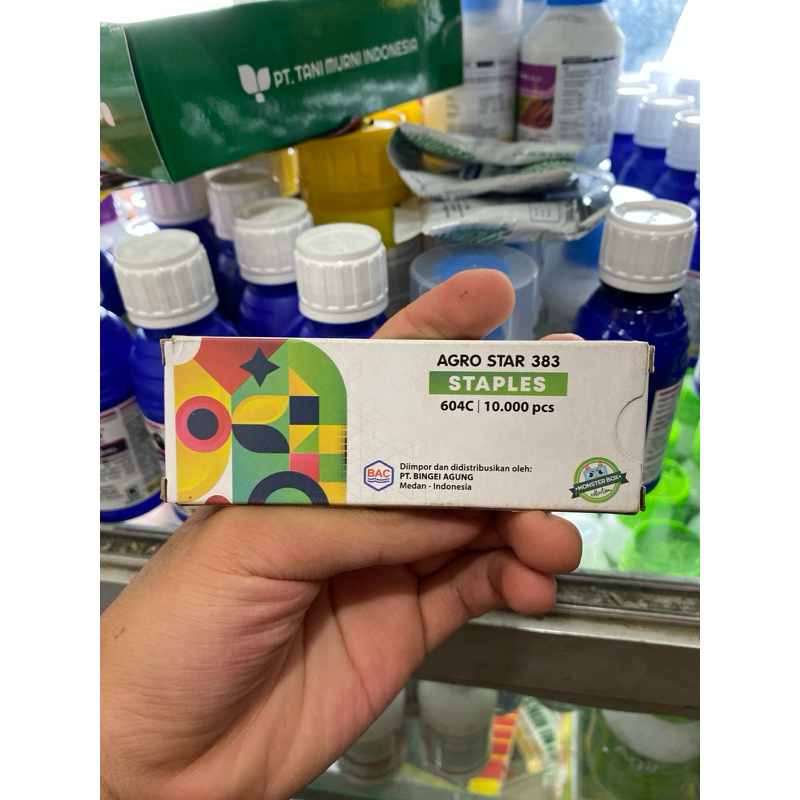 PT. TANI MURNI INDONESIA
AGRO STAR 383
STAPLES
604C | 10.000 pcs
BAC
Diimpor dan didistribusikan oleh:
PT. BINGEI AGUNG
Medan - Indonesia
MONSTER BOX
collection